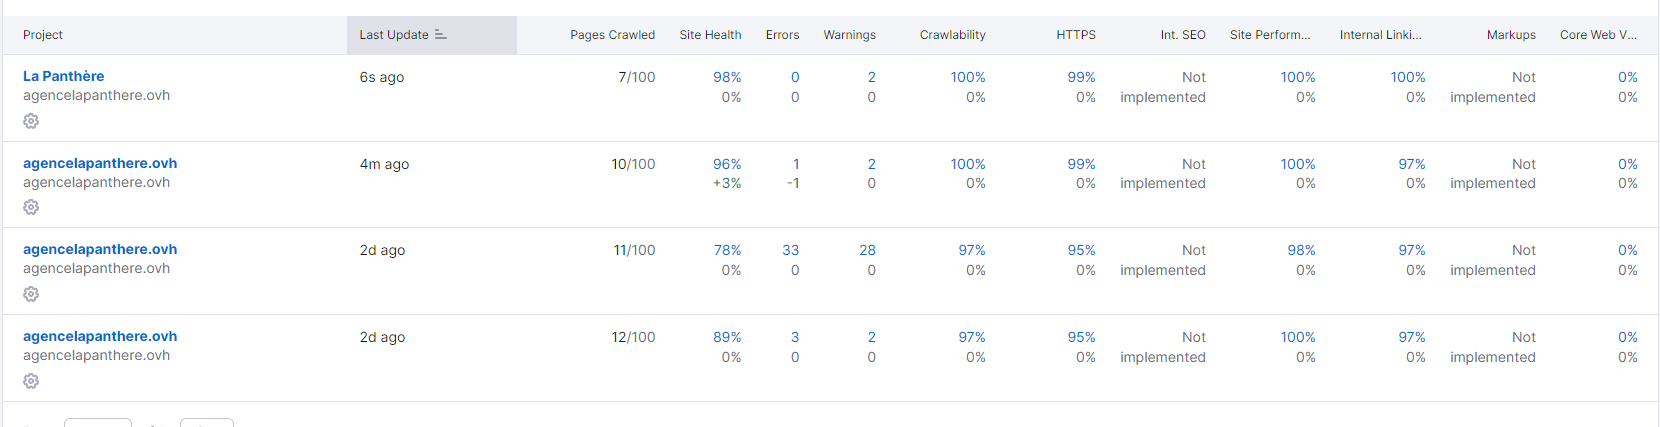 Project Last Update Pages Crawled Site Health Errors Warnings Crawlability HTTPS Int. SEO Site Perform... Internal Linki... Markups Core Web V...
La Panthère 6s ago 7/100 98% 0 2 100% 99% Not 100% 100% Not 0%
agencelapanthere.ovh 0% 0 0 0% 0% implemented 0% 0% implemented 0%
agencelapanthere.ovh 4m ago 10/100 96% 1 2 100% 99% Not 100% 97% Not 0%
agencelapanthere.ovh +3% -1 0 0% 0% implemented 0% 0% implemented 0%
agencelapanthere.ovh 2d ago 11/100 78% 33 28 97% 95% Not 98% 97% Not 0%
agencelapanthere.ovh 0% 0 0 0% 0% implemented 0% 0% implemented 0%
agencelapanthere.ovh 2d ago 12/100 89% 3 2 97% 95% Not 100% 97% Not 0%
agencelapanthere.ovh 0% 0 0 0% 0% implemented 0% 0% implemented 0%